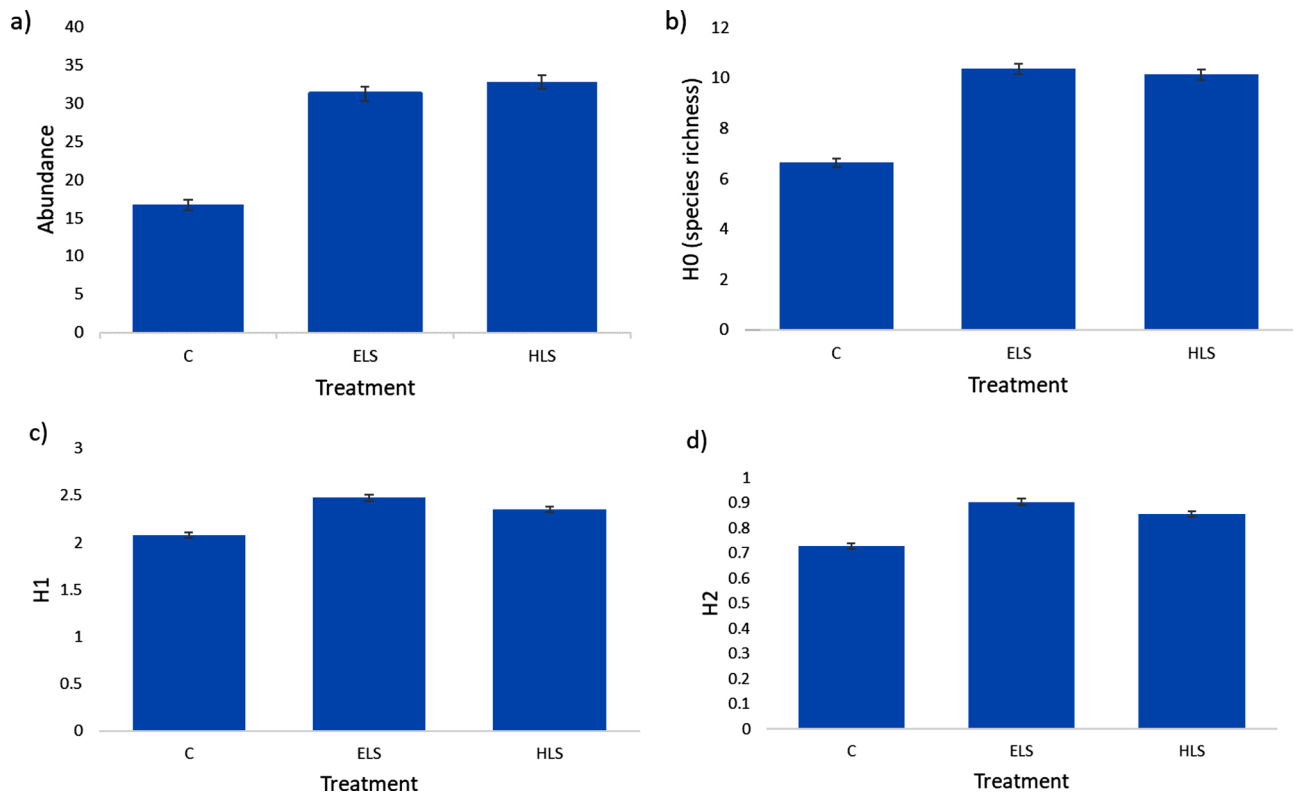 a)
Abundance
40
35
30
25
20
15
10
5
0
C ELS HLS
Treatment
b)
H0 (species richness)
12
10
8
6
4
2
0
C ELS HLS
Treatment
c)
H1
3
2.5
2
1.5
1
0.5
0
C ELS HLS
Treatment
d)
H2
1
0.9
0.8
0.7
0.6
0.5
0.4
0.3
0.2
0.1
0
C ELS HLS
Treatment